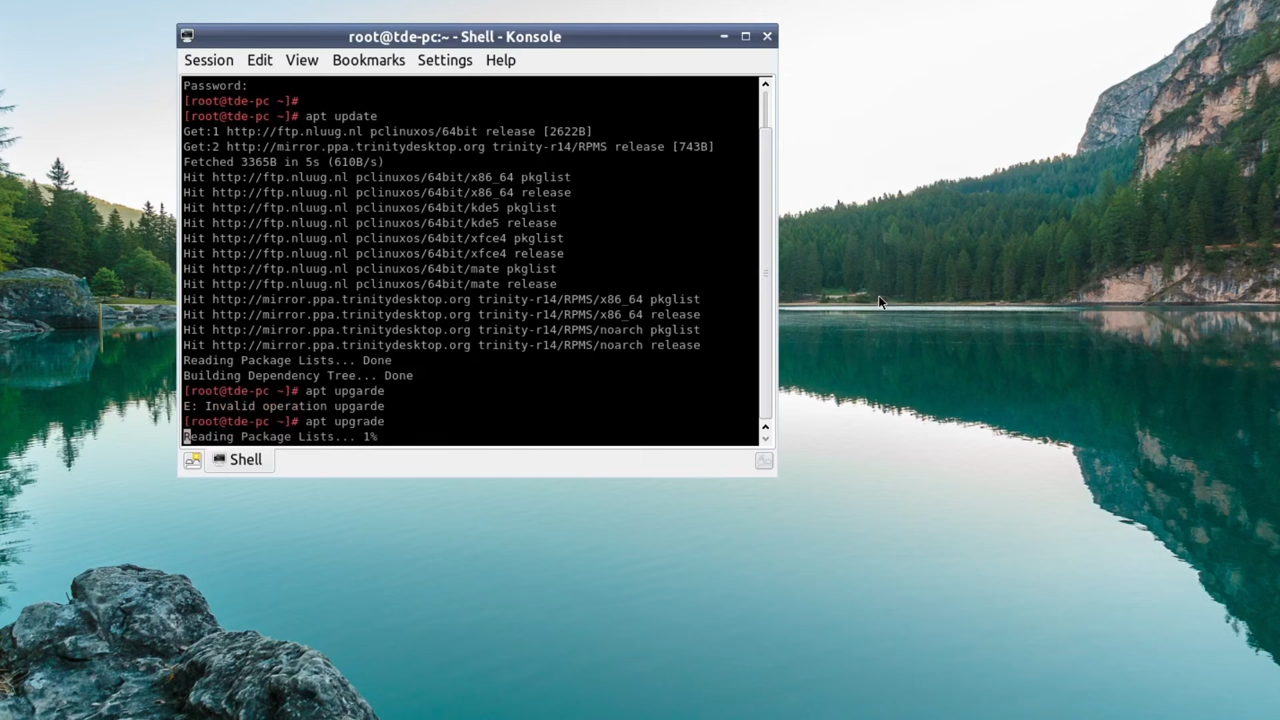 root@tde-pc:~ - Shell - Konsole
Session Edit View Bookmarks Settings Help
Password:
[root@tde-pc ~]#
[root@tde-pc ~]# apt update
Get:1 http://ftp.nluug.nl pclinuxos/64bit release [2622B]
Get:2 http://mirror.ppa.trinitydesktop.org trinity-r14/RPMS release [743B]
Fetched 3365B in 5s (610B/s)
Hit http://ftp.nluug.nl pclinuxos/64bit/x86_64 pkglist
Hit http://ftp.nluug.nl pclinuxos/64bit/x86_64 release
Hit http://ftp.nluug.nl pclinuxos/64bit/kde5 pkglist
Hit http://ftp.nluug.nl pclinuxos/64bit/kde5 release
Hit http://ftp.nluug.nl pclinuxos/64bit/xfce4 pkglist
Hit http://ftp.nluug.nl pclinuxos/64bit/xfce4 release
Hit http://ftp.nluug.nl pclinuxos/64bit/mate pkglist
Hit http://ftp.nluug.nl pclinuxos/64bit/mate release
Hit http://mirror.ppa.trinitydesktop.org trinity-r14/RPMS/x86_64 pkglist
Hit http://mirror.ppa.trinitydesktop.org trinity-r14/RPMS/x86_64 release
Hit http://mirror.ppa.trinitydesktop.org trinity-r14/RPMS/noarch pkglist
Hit http://mirror.ppa.trinitydesktop.org trinity-r14/RPMS/noarch release
Reading Package Lists... Done
Building Dependency Tree... Done
[root@tde-pc ~]# apt upgarde
E: Invalid operation upgarde
[root@tde-pc ~]# apt upgrade
Reading Package Lists... 1%
Shell